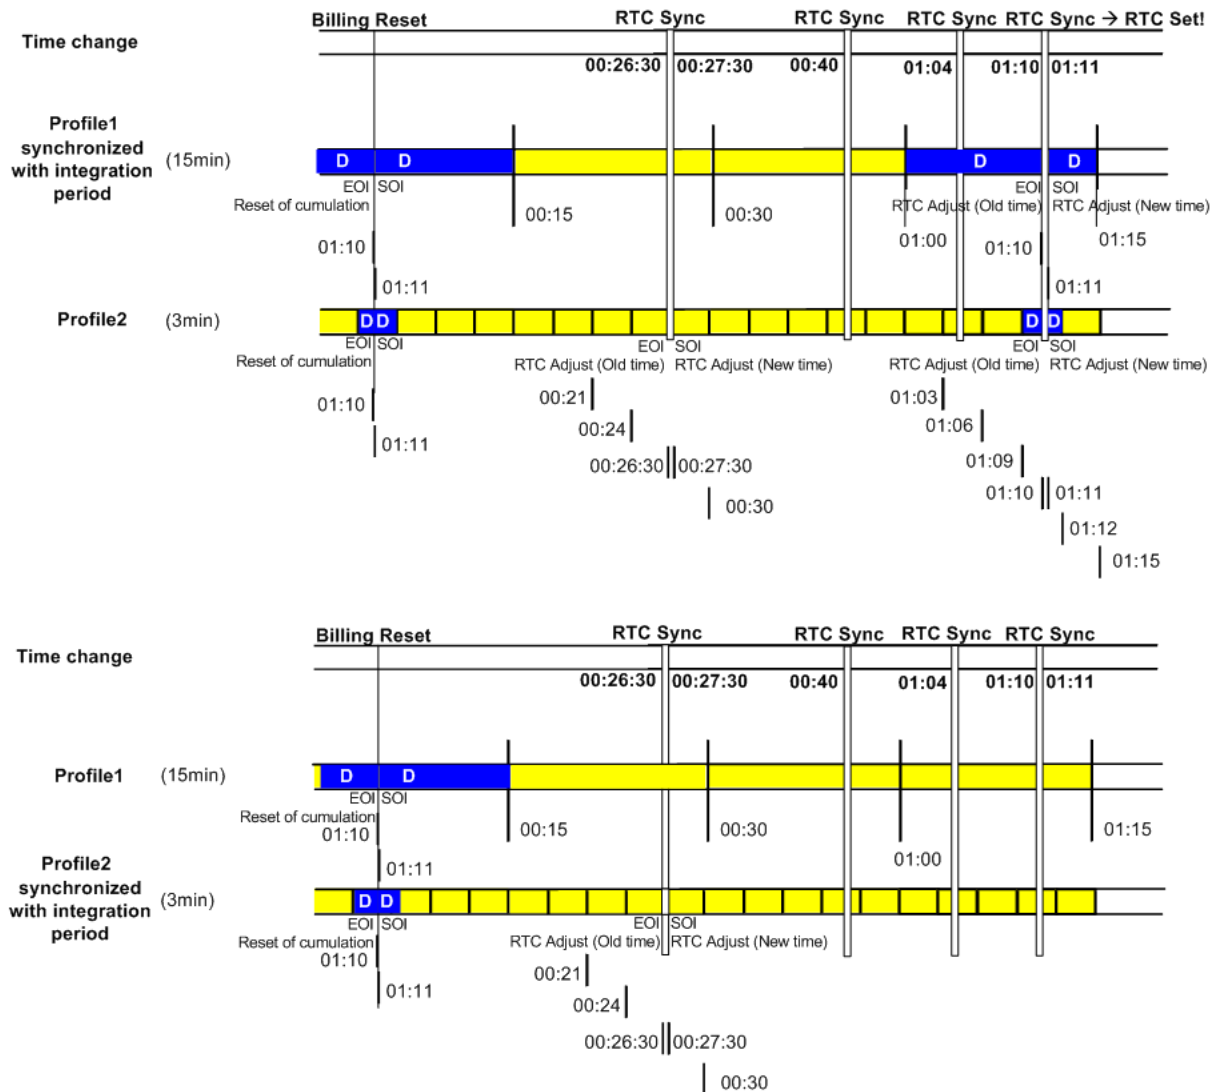 Billing Reset RTC Sync RTC Sync RTC Sync RTC Sync → RTC Set!
Time change
00:26:30 00:27:30 00:40 01:04 01:10 01:11
Profile1
synchronized
with integration
period
(15min)
D D D D
EOI SOI EOI SOI
Reset of cumulation RTC Adjust (Old time) RTC Adjust (New time)
00:15 00:30
01:00 01:15
01:10 01:10
01:11 01:11
Profile2 (3min) D D D D
EOI SOI EOI SOI EOI SOI
Reset of cumulation RTC Adjust (Old time) RTC Adjust (New time) RTC Adjust (Old time) RTC Adjust (New time)
01:10 00:21 01:03
00:24 01:06
01:11
00:26:30 00:27:30 01:09
01:10 01:11
00:30
01:12
01:15
Billing Reset RTC Sync RTC Sync RTC Sync RTC Sync
Time change
00:26:30 00:27:30 00:40 01:04 01:10 01:11
Profile1 (15min) D D
EOI SOI
Reset of cumulation
01:10 00:15 00:30 01:15
01:00
01:11
Profile2
synchronized
with integration
period
(3min)
D D
EOI SOI EOI SOI
Reset of cumulation RTC Adjust (Old time) RTC Adjust (New time)
01:10 00:21
01:11
00:24
00:26:30 00:27:30
00:30